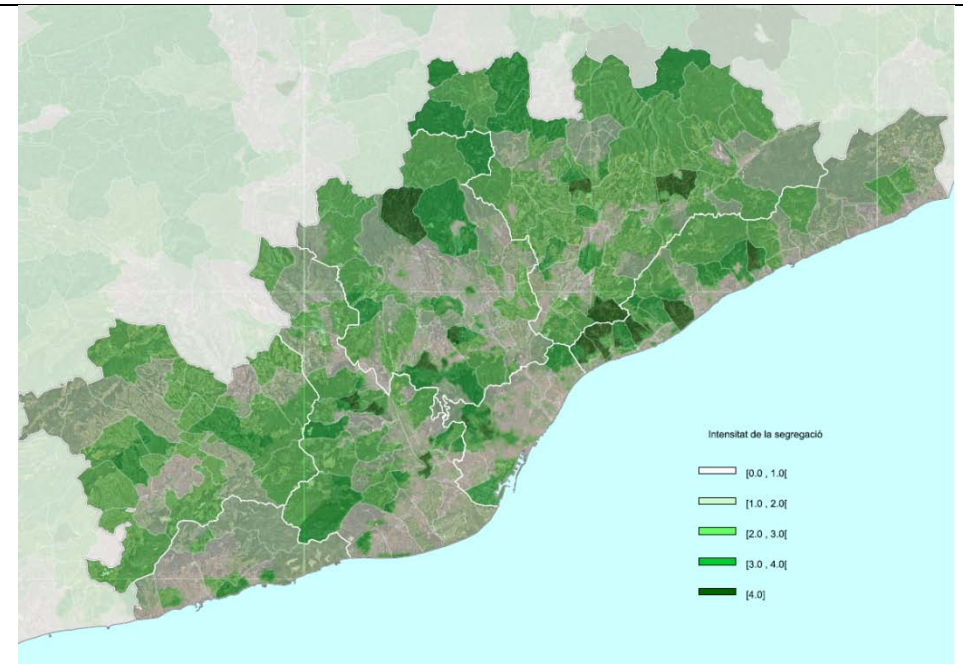 Intensitat de la segregació
[0.0 , 1.0[
[1.0 , 2.0[
[2.0 , 3.0[
[3.0 , 4.0[
[4.0]